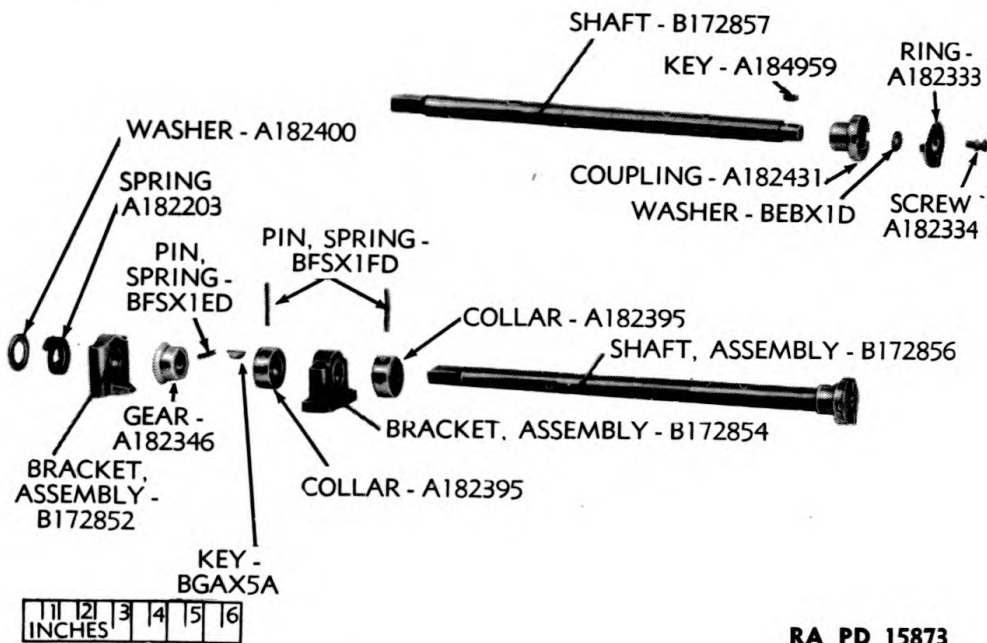 SHAFT - B172857
KEY - A184959
RING -
A182333
WASHER - A182400
SPRING
A182203
COUPLING - A182431
WASHER - BEBX1D
SCREW -
A182334
PIN,
SPRING -
BFSX1ED
PIN, SPRING -
BFSX1FD
COLLAR - A182395
SHAFT, ASSEMBLY - B172856
GEAR -
A182346
BRACKET, ASSEMBLY - B172854
BRACKET,
ASSEMBLY -
B172852
COLLAR - A182395
KEY -
BGAX5A
1 2 3 4 5 6
INCHES
RA PD 15873